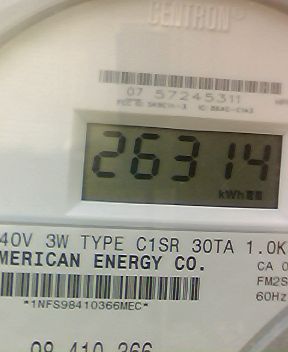 CENTRON
07 57245311
26314
kWh
40V 3W TYPE C1SR 30TA 1.0K
MERICAN ENERGY CO.
CA 0
FM2S
60Hz
*1NFS98410366MEC*
98 410 366